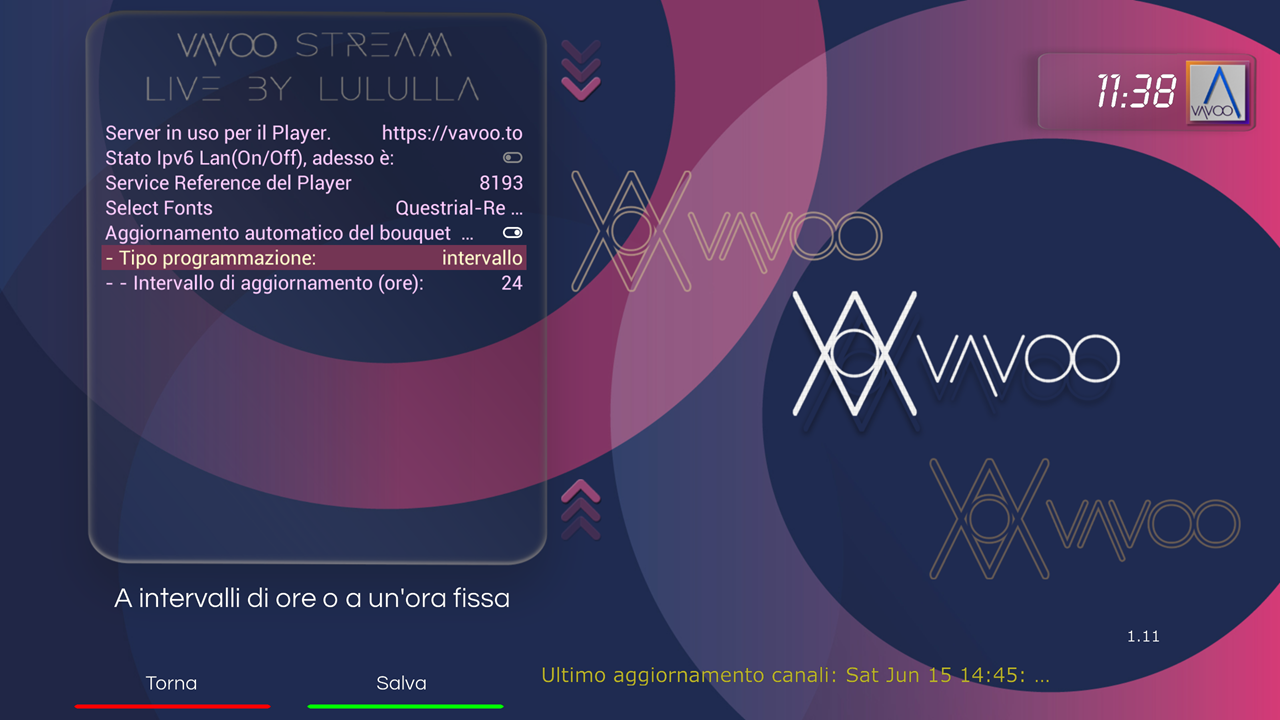 VAVOO STREAM
LIVE BY LULULLA
11:38
VAVOO
Server in uso per il Player. https://vavoo.to
Stato Ipv6 Lan(On/Off), adesso è:
Service Reference del Player 8193
Select Fonts Questrial-Re ...
Aggiornamento automatico del bouquet ...
- Tipo programmazione: intervallo
- - Intervallo di aggiornamento (ore): 24
VAVOO
VAVOO
VAVOO
A intervalli di ore o a un'ora fissa
1.11
Ultimo aggiornamento canali: Sat Jun 15 14:45: ...
Torna Salva